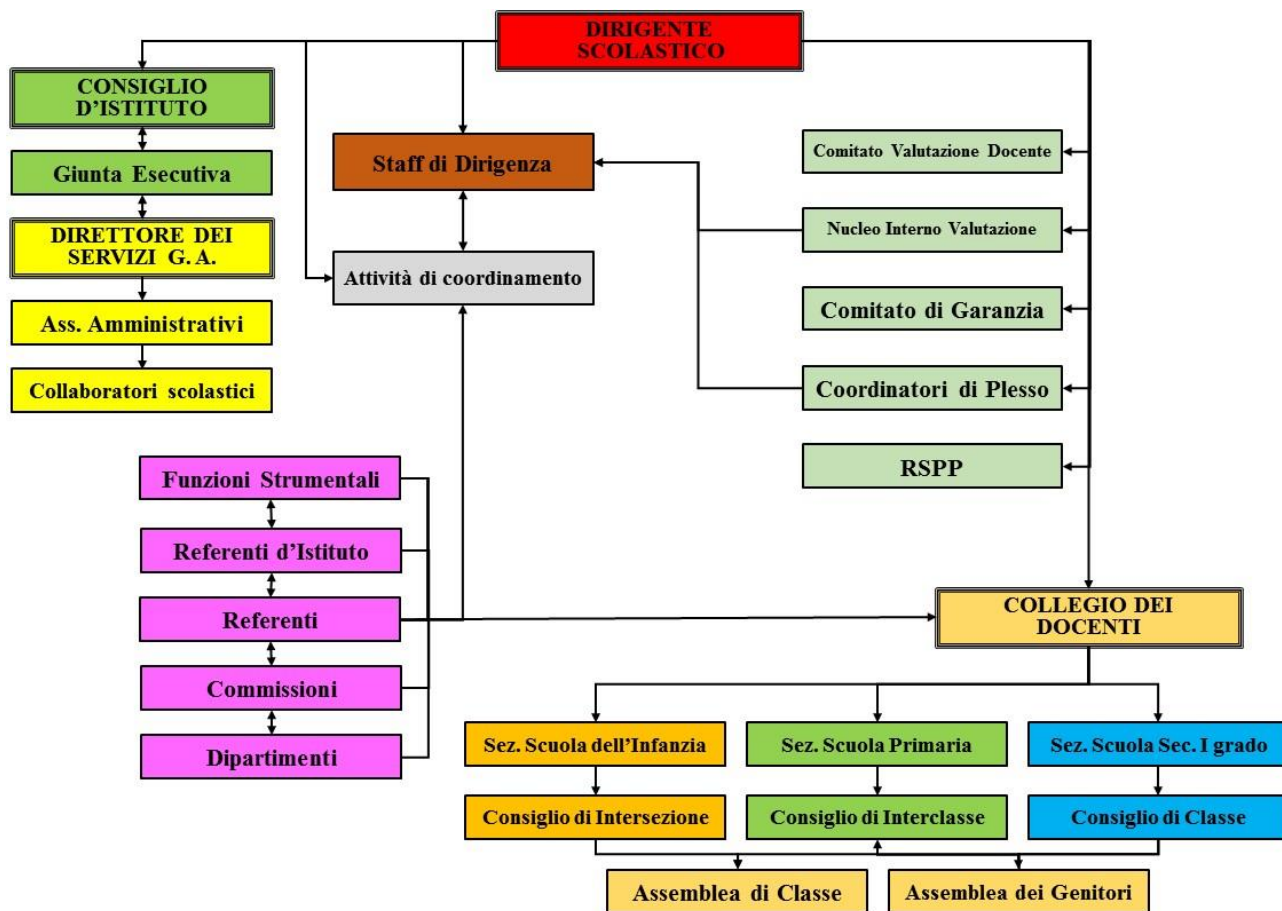 DIRIGENTE
SCOLASTICO
CONSIGLIO
D'ISTITUTO
Giunta Esecutiva
DIRETTORE DEI
SERVIZI G. A.
Ass. Amministrativi
Collaboratori scolastici
Staff di Dirigenza
Attività di coordinamento
Comitato Valutazione Docente
Nucleo Interno Valutazione
Comitato di Garanzia
Coordinatori di Plesso
RSPP
Funzioni Strumentali
Referenti d'Istituto
Referenti
Commissioni
Dipartimenti
COLLEGIO DEI
DOCENTI
Sez. Scuola dell'Infanzia
Sez. Scuola Primaria
Sez. Scuola Sec. I grado
Consiglio di Intersezione
Consiglio di Interclasse
Consiglio di Classe
Assemblea di Classe
Assemblea dei Genitori